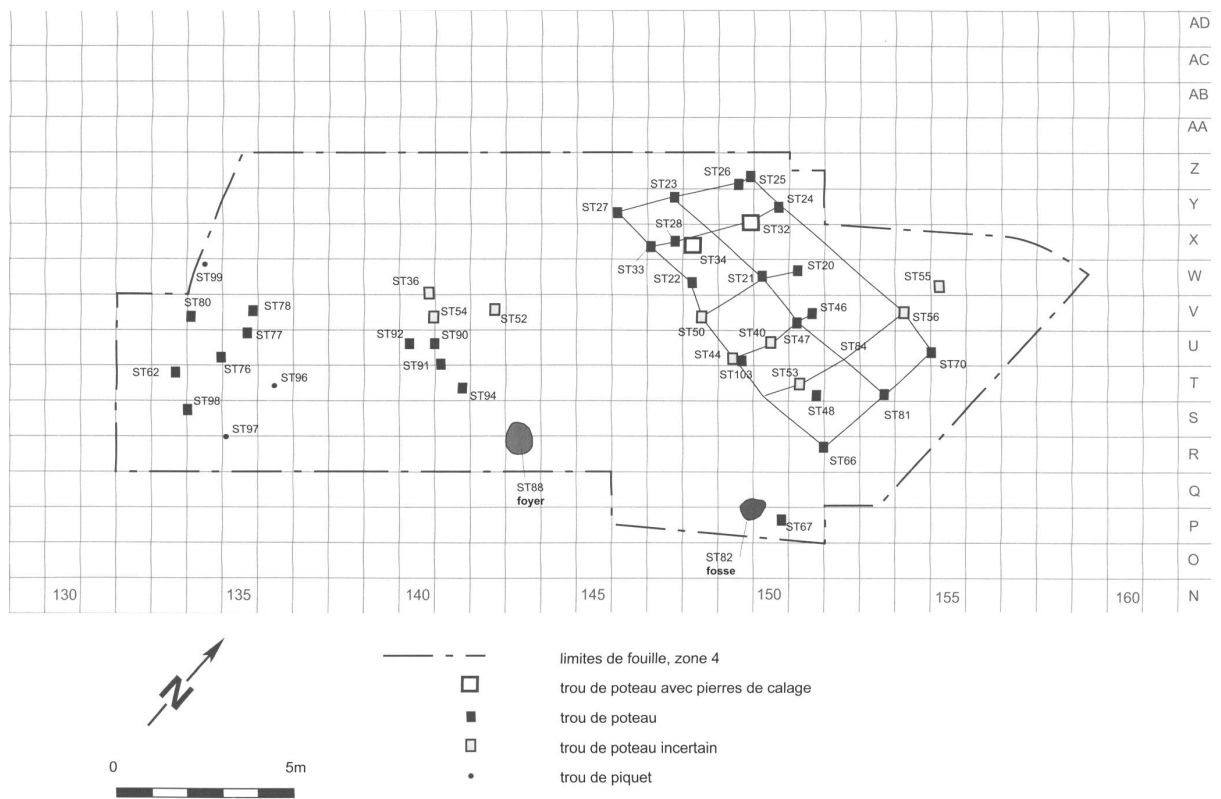 AD
AC
AB
AA
Z
ST26
ST25
ST23
ST24
ST27
Y
ST28
ST32
X
ST33
ST34
ST99
ST22
ST21
ST20
ST36
ST55
W
ST80
ST78
ST54
ST52
ST50
ST46
ST56
V
ST77
ST92
ST90
ST40
ST47
ST84
U
ST76
ST91
ST44
ST103
ST53
ST70
ST62
ST96
ST94
ST48
ST81
T
ST98
S
ST97
ST66
R
ST88
foyer
Q
ST67
P
ST82
fosse
O
130 135 140 145 150 155 160 N
N
limites de fouille, zone 4
trou de poteau avec pierres de calage
trou de poteau
trou de poteau incertain
trou de piquet
0 5m